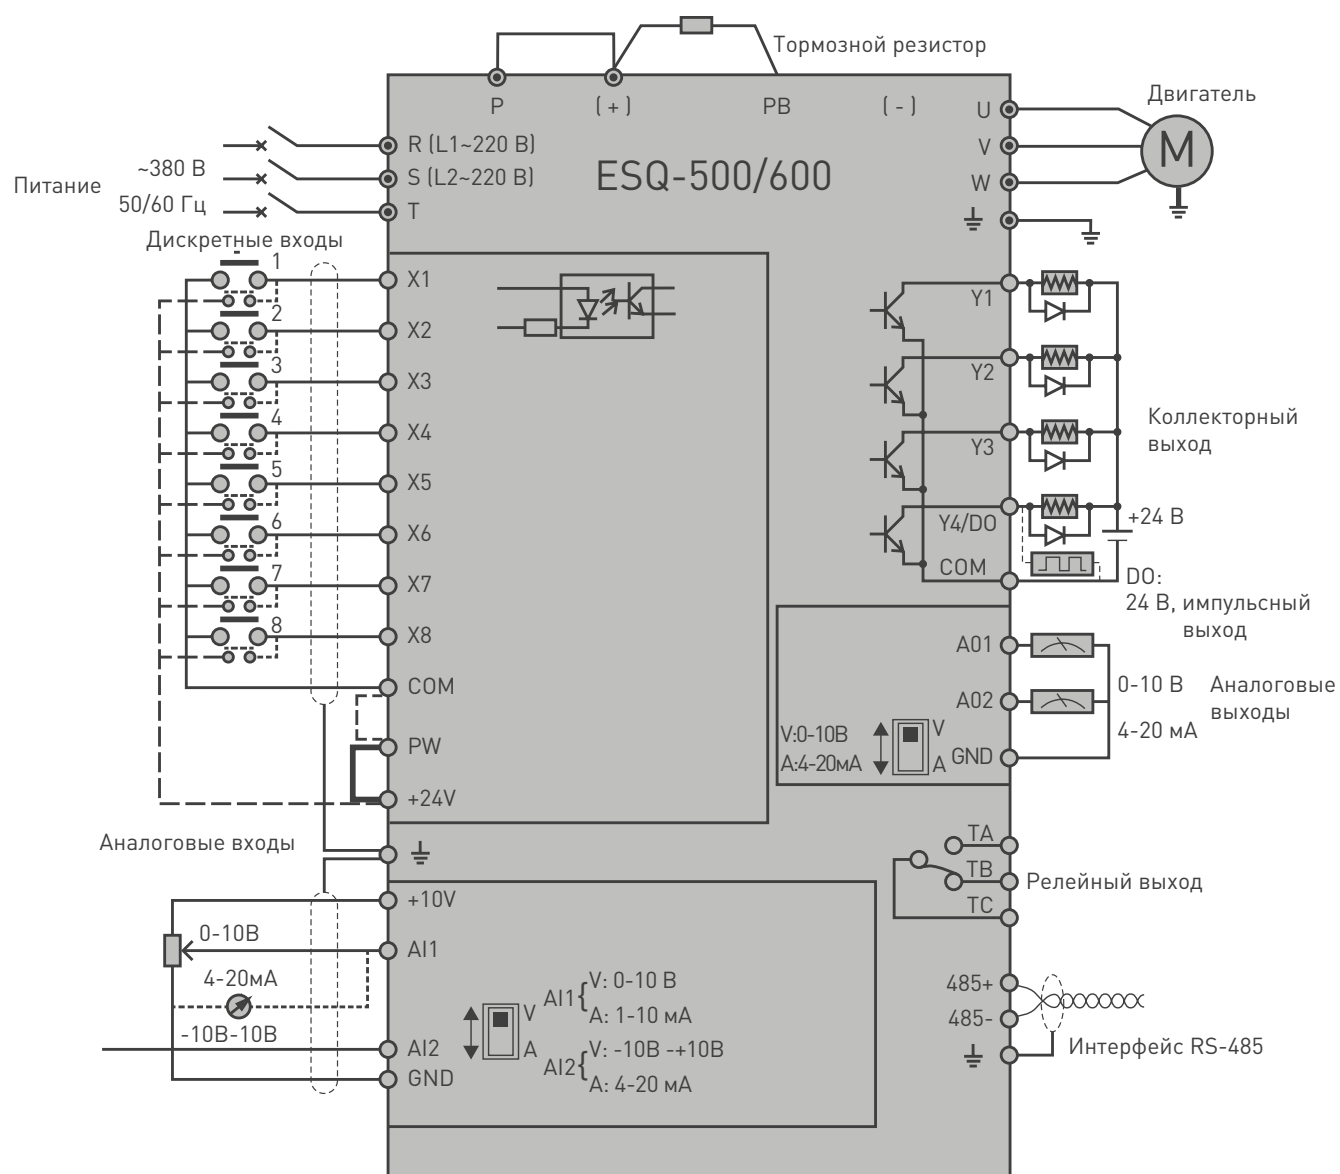 Тормозной резистор
P
(+)
PB
(-)
Двигатель
U
V
W
M
R (L1~220 В)
S (L2~220 В)
T
ESQ-500/600
Питание
~380 В
50/60 Гц
Дискретные входы
1
X1
2
X2
3
X3
4
X4
5
X5
6
X6
7
X7
8
X8
COM
PW
+24V
Y1
Y2
Y3
Y4/DO
COM
Коллекторный
выход
+24 В
DO:
24 В, импульсный
выход
A01
A02
GND
V:0-10В
A:4-20мА
V
A
0-10 В
4-20 мА
Аналоговые
выходы
TA
TB
TC
Релейный выход
Аналоговые входы
+10V
0-10В
AI1
4-20мА
-10В-10В
AI2
GND
V
A
AI1
V: 0-10 В
A: 1-10 мА
AI2
V: -10В -+10В
A: 4-20 мА
485+
485-
Интерфейс RS-485